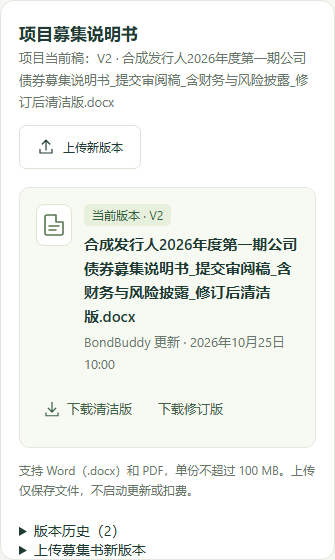 项目募集说明书
项目当前稿：V2 · 合成发行人2026年度第一期公司
债券募集说明书_提交审阅稿_含财务与风险披露_修
订后清洁版.docx
上传新版本
当前版本 · V2
合成发行人2026年度第一期公司
债券募集说明书_提交审阅稿_含
财务与风险披露_修订后清洁
版.docx
BondBuddy 更新 · 2026年10月25日
10:00
下载清洁版 下载修订版
支持 Word（.docx）和 PDF，单份不超过 100 MB。上传
仅保存文件，不启动更新或扣费。
▶ 版本历史（2）
▶ 上传募集书新版本